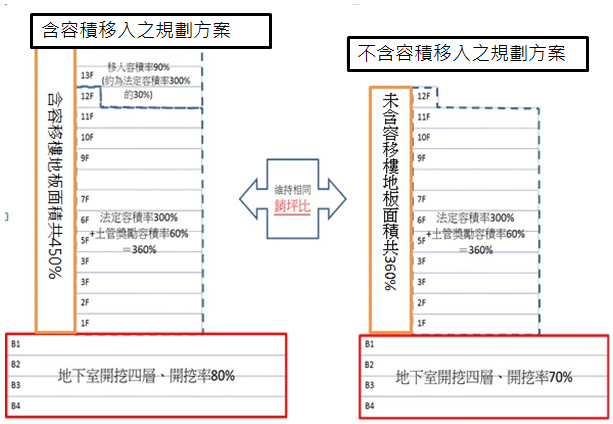 含容積移入之規劃方案
13F
移入容積率90%
(約為法定容積率300%
的30%)
12F
11F
10F
9F
7F
6F
5F
3F
3F
2F
1F
法定容積率300%
+土管獎勵容積率60%
＝360%
含容移樓地板面積共450%
B1
B2
B3
B4
地下室開挖四層、開挖率80%
維持相同
銷坪比
不含容積移入之規劃方案
12F
11F
10F
9F
7F
6F
5F
3F
3F
2F
1F
法定容積率300%
+土管獎勵容積率60%
＝360%
未含容移樓地板面積共360%
B1
B2
B3
B4
地下室開挖四層、開挖率70%